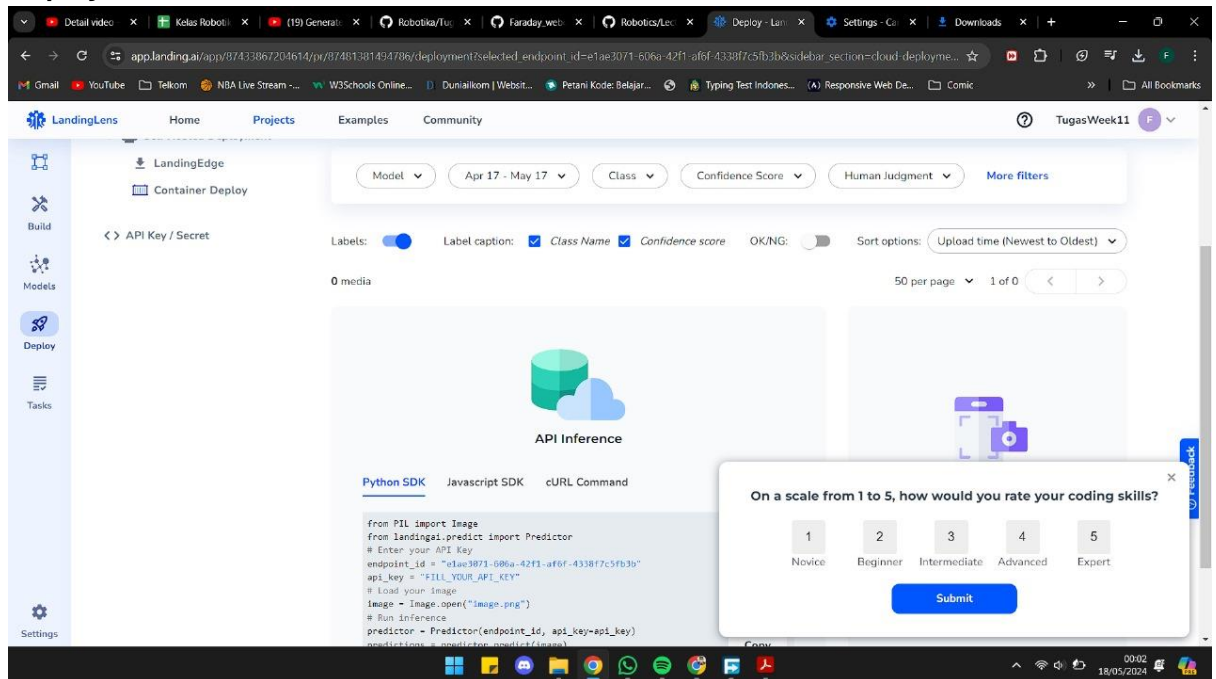 Detail video
Kelas Robotik
(19) Generate
Robotika/Tug
Faraday_web
Robotics/Lec
Deploy - Lan
Settings - Ca
Downloads
app.landing.ai/app/87433867204614/pr/87481381494786/deployment?selected_endpoint_id=e1ae3071-606a-42f1-af6f-4338f7c5fb3b&sidebar_section=cloud-deployme...
Gmail YouTube Telkom NBA Live Stream -... W3Schools Online... Duniailkom | Websit... Petani Kode: Belajar... Typing Test Indones... Responsive Web De... Comic » All Bookmarks
LandingLens Home Projects Examples Community TugasWeek11 F
LandingEdge
Container Deploy
API Key / Secret
Build
Models
Deploy
Tasks
Settings
Model Apr 17 - May 17 Class Confidence Score Human Judgment More filters
Labels: Label caption: Class Name Confidence score OK/NG: Sort options: Upload time (Newest to Oldest)
0 media 50 per page 1 of 0
API Inference
Python SDK Javascript SDK cURL Command
from PIL import Image
from landingai.predict import Predictor
# Enter your API Key
endpoint_id = "e1ae3071-606a-42f1-af6f-4338f7c5fb3b"
api_key = "FILL_YOUR_API_KEY"
# Load your image
image = Image.open("image.png")
# Run inference
predictor = Predictor(endpoint_id, api_key=api_key)
predictions = predictor.predict(image)
Copy
Feedback
On a scale from 1 to 5, how would you rate your coding skills?
1 2 3 4 5
Novice Beginner Intermediate Advanced Expert
Submit
00:02
18/05/2024